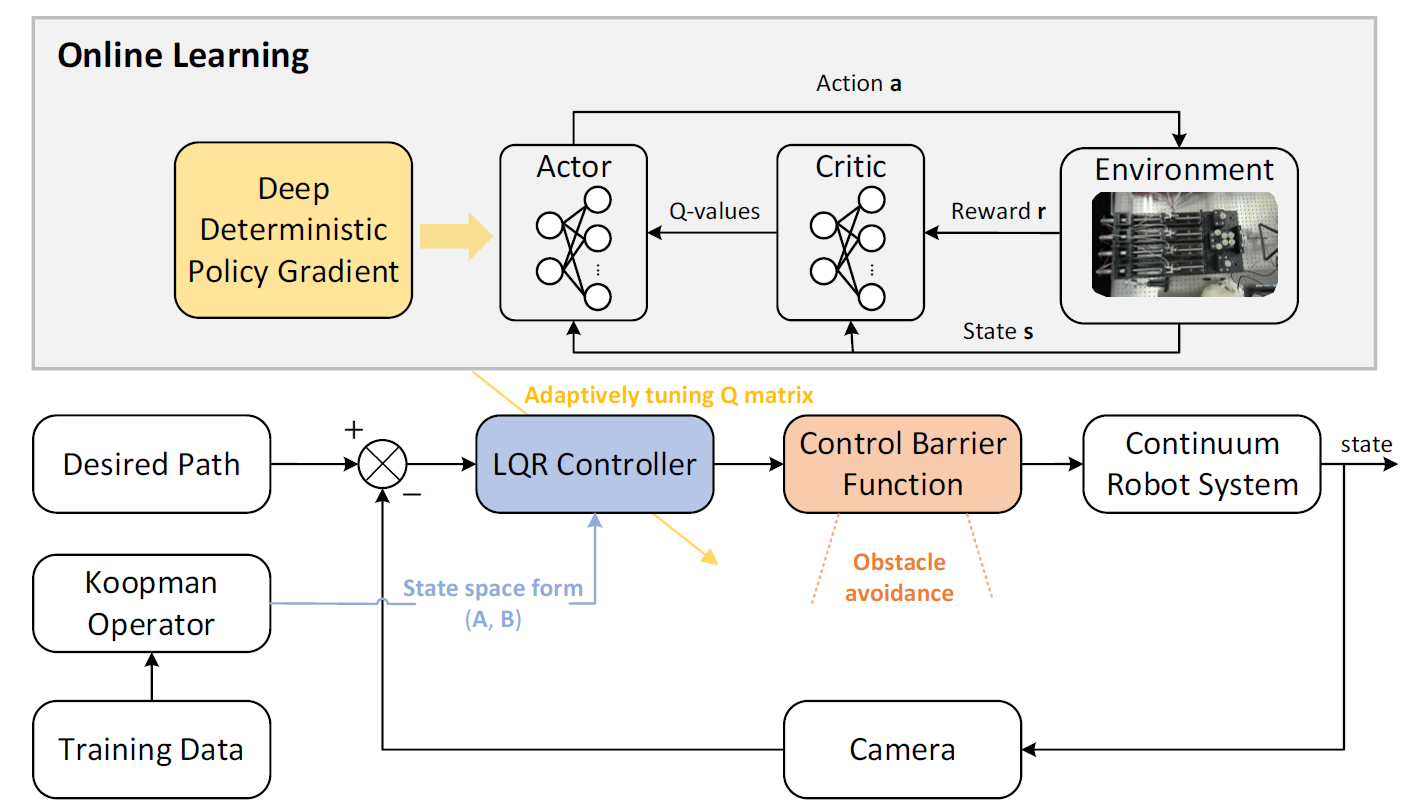 Online Learning
Action a
Deep
Deterministic
Policy Gradient
Actor
Q-values
Critic
Reward r
Environment
State s
Adaptively tuning Q matrix
Desired Path
+
−
LQR Controller
Control Barrier
Function
Continuum
Robot System
state
Koopman
Operator
State space form
(A, B)
Obstacle
avoidance
Training Data
Camera